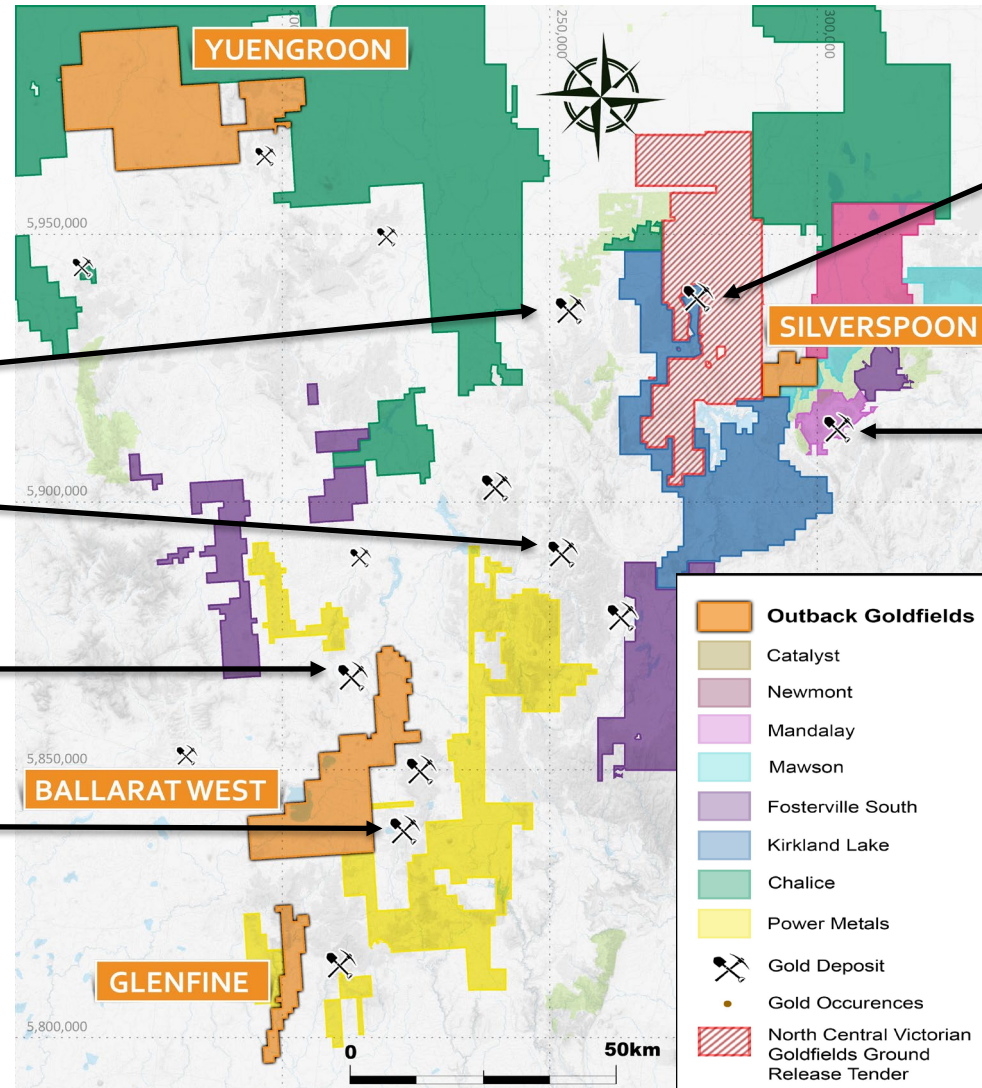 YUENGROON
200,000
250,000
300,000
5,950,000
SILVERSPOON
5,900,000
5,850,000
BALLARAT WEST
GLENFINE
5,800,000
0
50km
Outback Goldfields
Catalyst
Newmont
Mandalay
Mawson
Fosterville South
Kirkland Lake
Chalice
Power Metals
Gold Deposit
Gold Occurences
North Central Victorian
Goldfields Ground
Release Tender